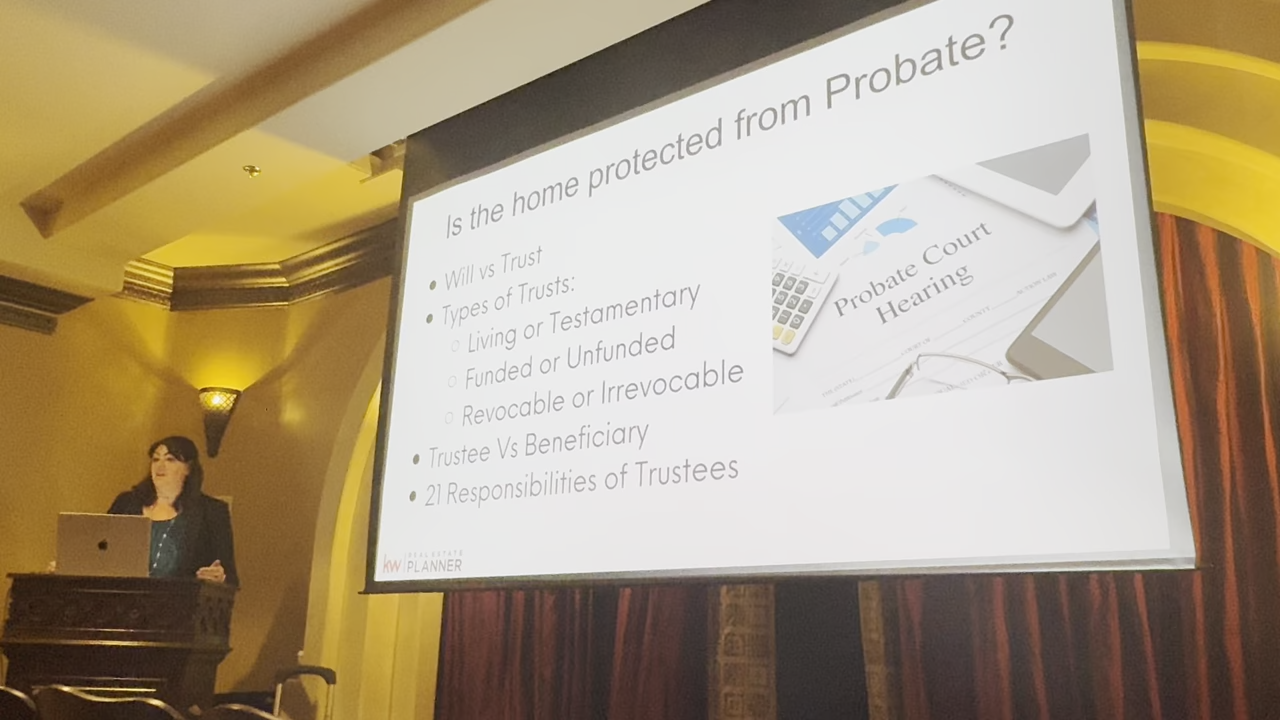 Is the home protected from Probate?
Will vs Trust
Types of Trusts:
Living or Testamentary
Funded or Unfunded
Revocable or Irrevocable
Trustee Vs Beneficiary
21 Responsibilities of Trustees
Probate Court
Hearing
kw REAL ESTATE
PLANNER